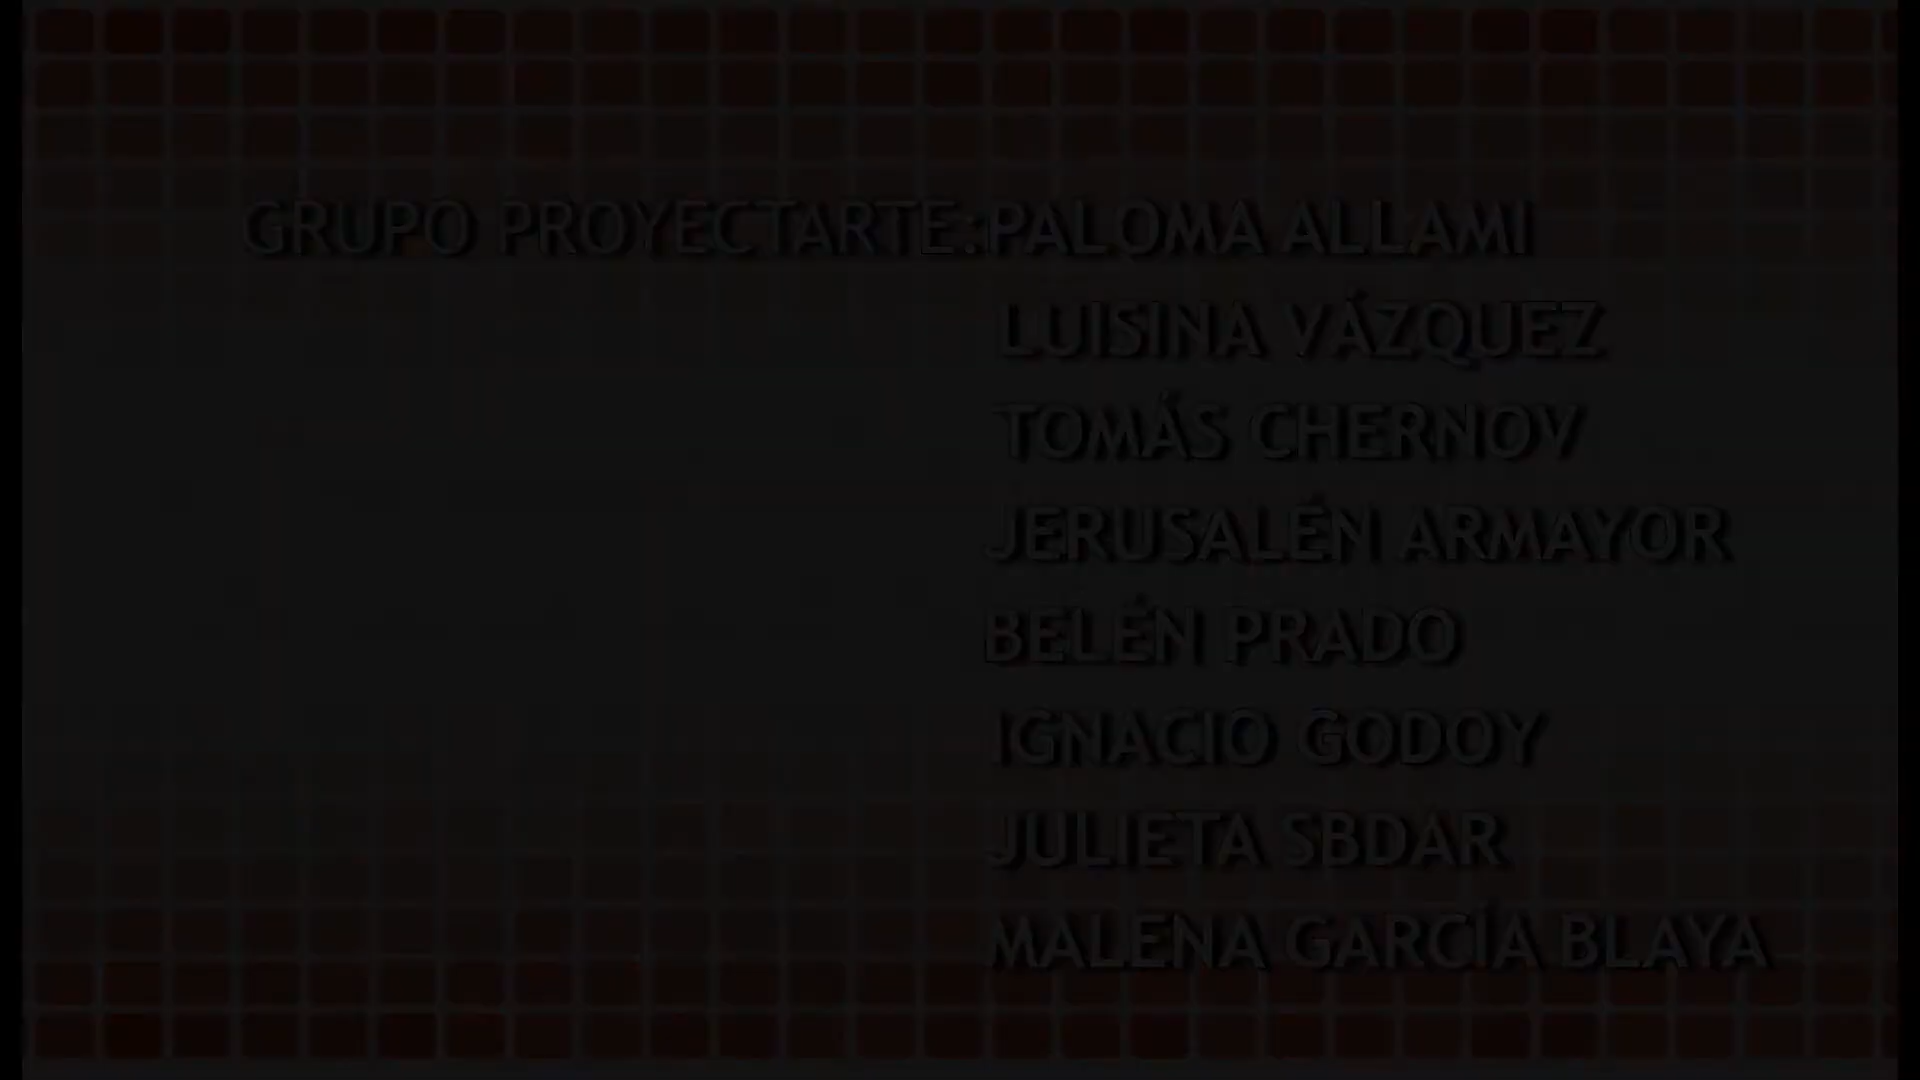 GRUPO PROYECTARTE:PALOMA ALLAMI
LUISINA VÁZQUEZ
TOMÁS CHERNOV
JERUSALÉN ARMAYOR
BELÉN PRADO
IGNACIO GODOY
JULIETA SBDAR
MALENA GARCÍA BLAYA